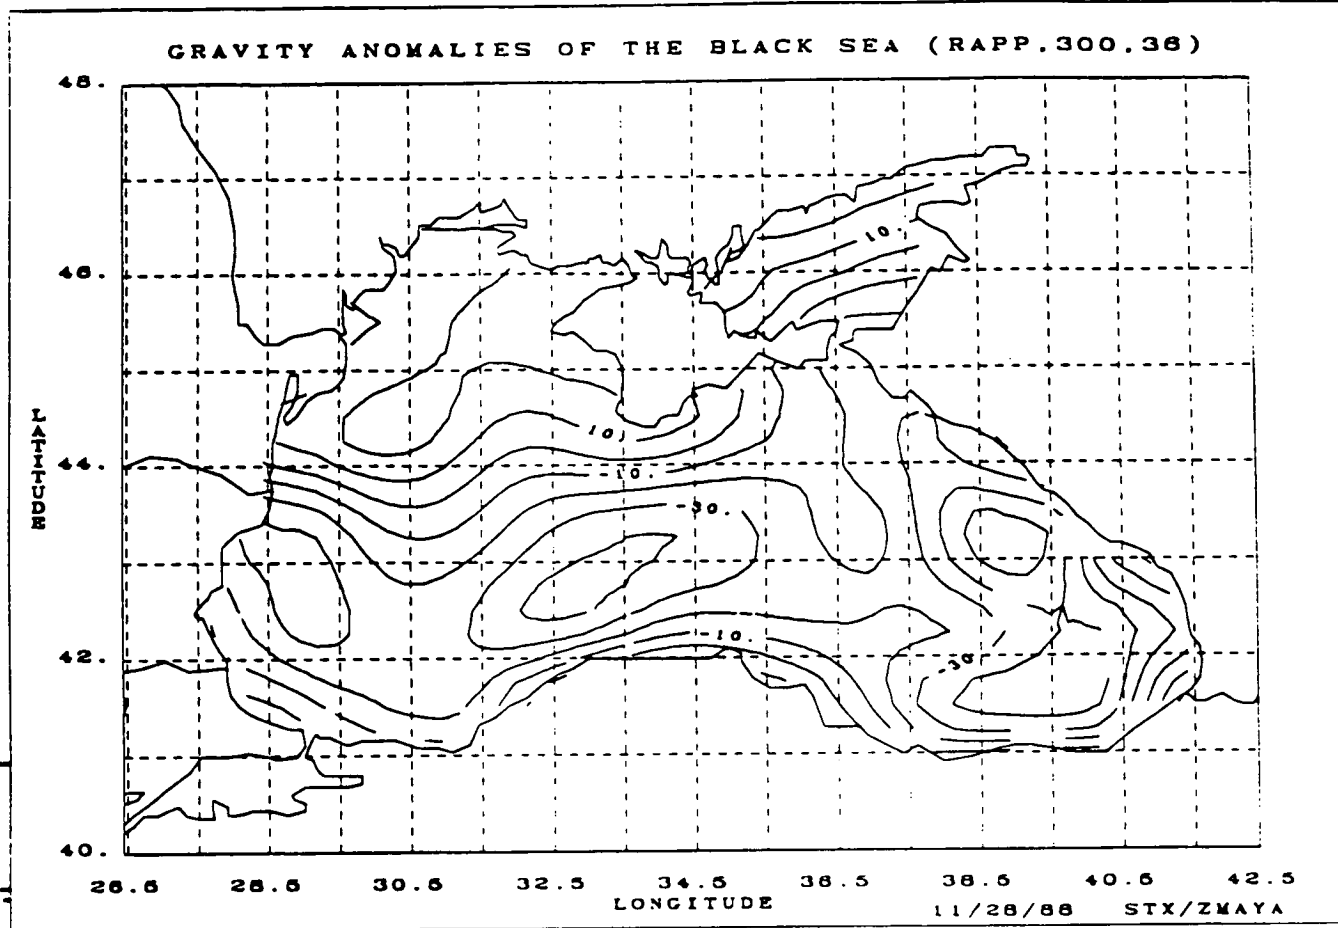 GRAVITY ANOMALIES OF THE BLACK SEA (RAPP.300.36)
48.
46.
44.
42.
40.
LATITUDE
10.
10.
-10.
-30.
-10.
-30.
26.5 28.5 30.5 32.5 34.5 36.5 38.5 40.5 42.5
LONGITUDE
11/28/88 STX/ZMAYA